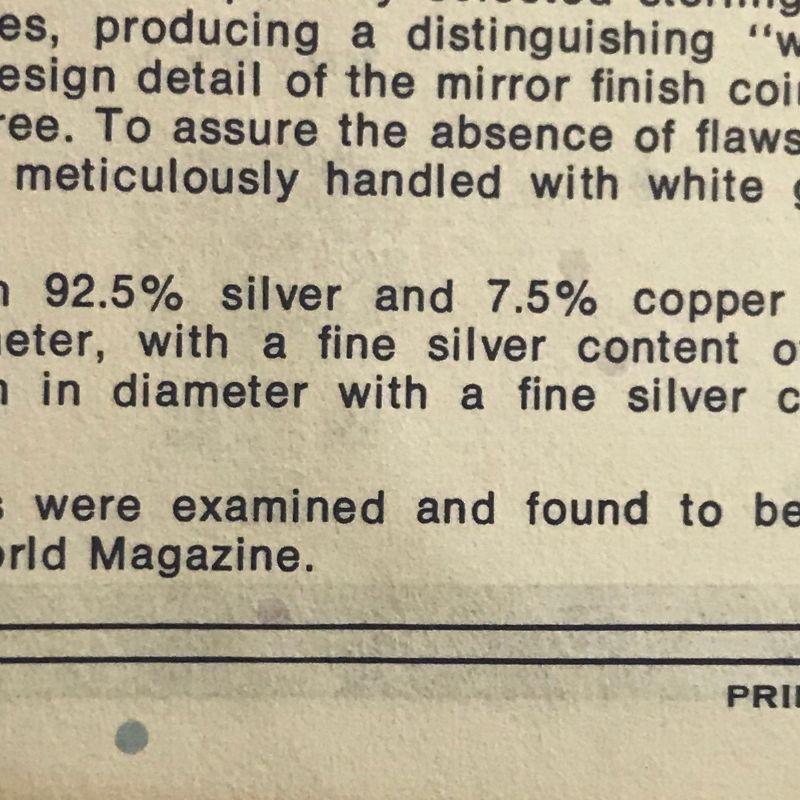 es, producing a distinguishing “w
esign detail of the mirror finish coi
ree. To assure the absence of flaws
meticulously handled with white g
92.5% silver and 7.5% copper
eter, with a fine silver content of
in diameter with a fine silver c
s were examined and found to be
orld Magazine.
PRI